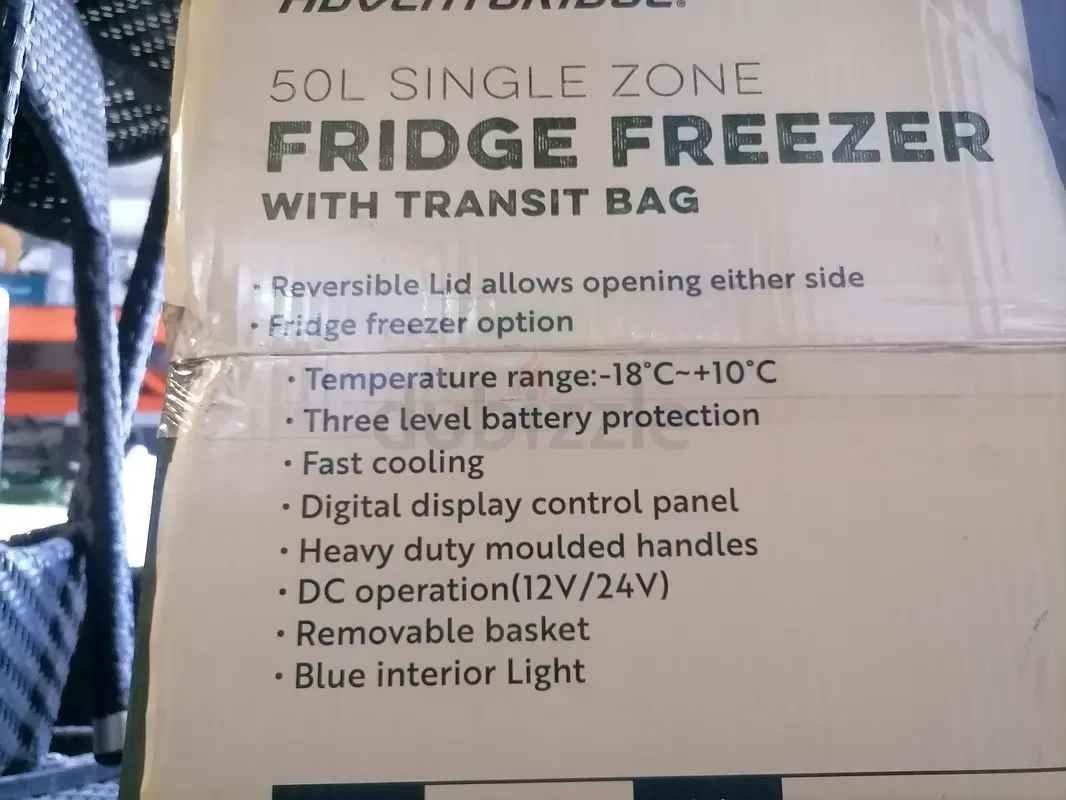 ADVENTURIDGE®
50L SINGLE ZONE
FRIDGE FREEZER
WITH TRANSIT BAG
• Reversible Lid allows opening either side
• Fridge freezer option
• Temperature range:-18°C~+10°C
• Three level battery protection
• Fast cooling
• Digital display control panel
• Heavy duty moulded handles
• DC operation(12V/24V)
• Removable basket
• Blue interior Light
dubizzle